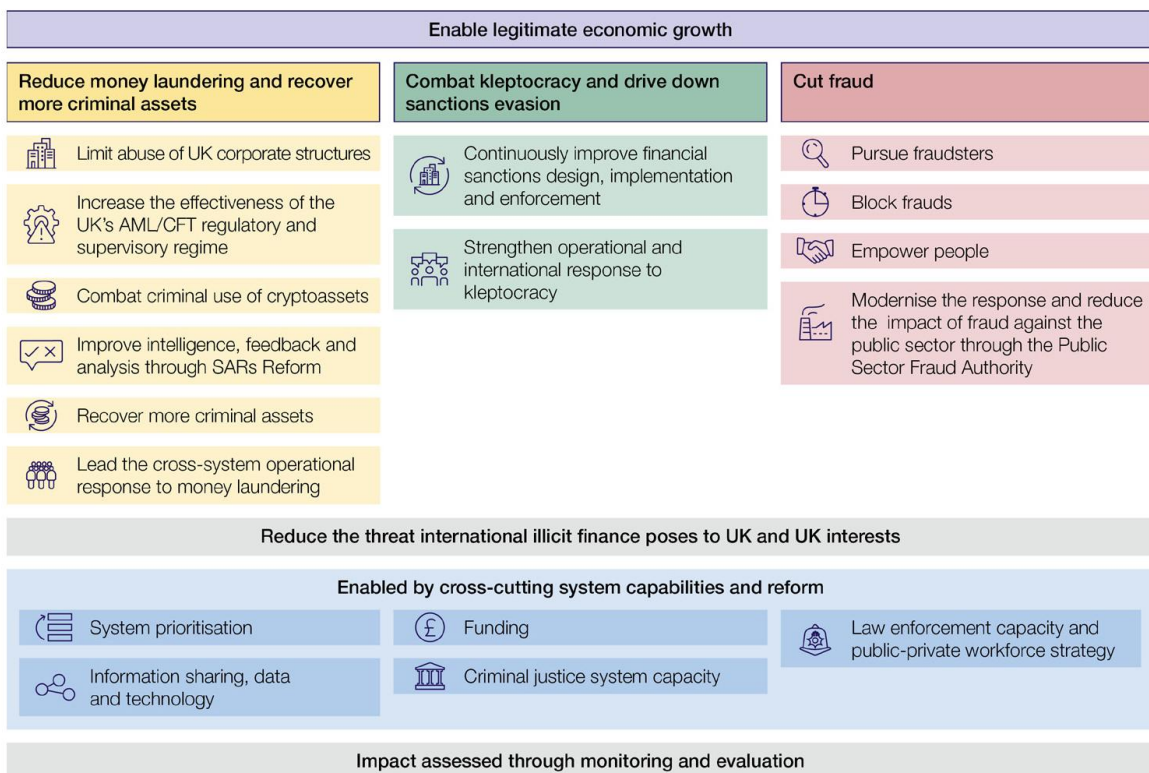 Enable legitimate economic growth
Reduce money laundering and recover
more criminal assets
Limit abuse of UK corporate structures
Increase the effectiveness of the
UK's AML/CFT regulatory and
supervisory regime
Combat criminal use of cryptoassets
Improve intelligence, feedback and
analysis through SARs Reform
Recover more criminal assets
Lead the cross-system operational
response to money laundering
Combat kleptocracy and drive down
sanctions evasion
Continuously improve financial
sanctions design, implementation
and enforcement
Strengthen operational and
international response to
kleptocracy
Cut fraud
Pursue fraudsters
Block frauds
Empower people
Modernise the response and reduce
the impact of fraud against the
public sector through the Public
Sector Fraud Authority
Reduce the threat international illicit finance poses to UK and UK interests
Enabled by cross-cutting system capabilities and reform
System prioritisation
Information sharing, data
and technology
£
Funding
Criminal justice system capacity
Law enforcement capacity and
public-private workforce strategy
Impact assessed through monitoring and evaluation